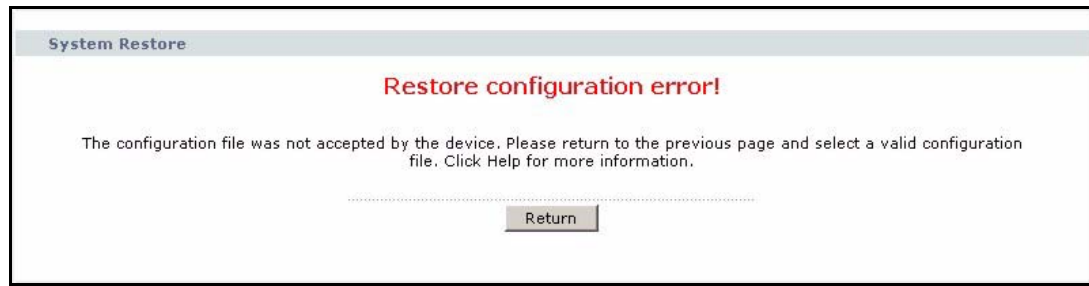 System Restore
Restore configuration error!
The configuration file was not accepted by the device. Please return to the previous page and select a valid configuration
file. Click Help for more information.
Return